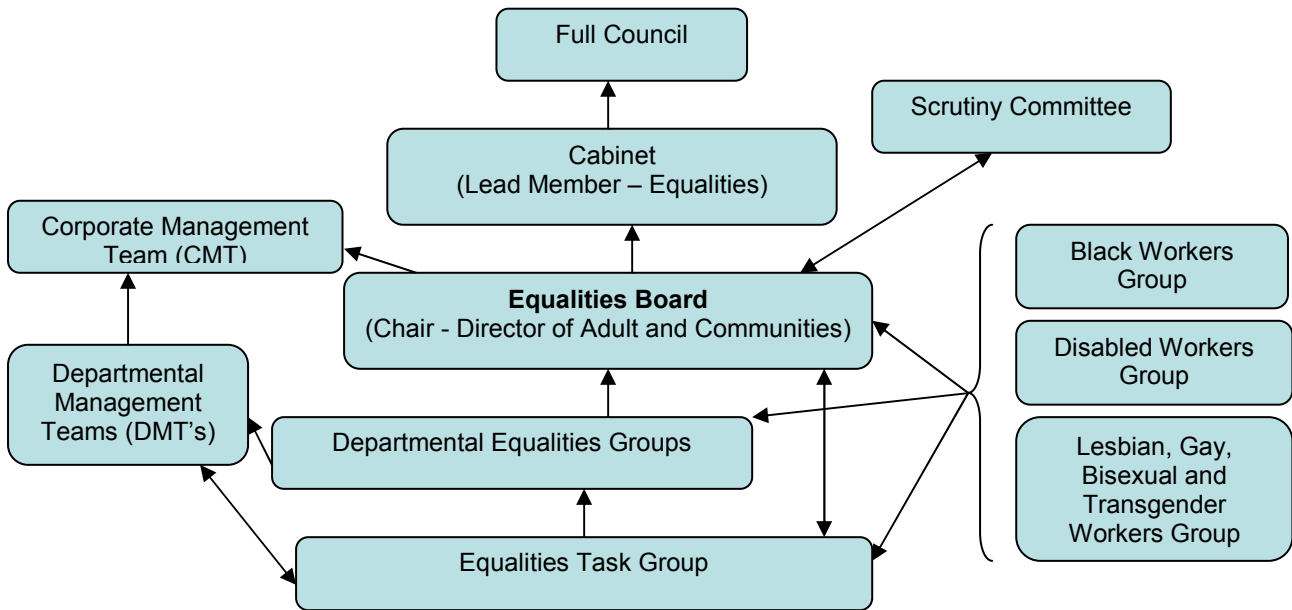 Full Council
Scrutiny Committee
Cabinet
(Lead Member – Equalities)
Corporate Management
Team (CMT)
Black Workers
Group
Equalities Board
(Chair - Director of Adult and Communities)
Disabled Workers
Group
Departmental
Management
Teams (DMT's)
Departmental Equalities Groups
Lesbian, Gay,
Bisexual and
Transgender
Workers Group
Equalities Task Group